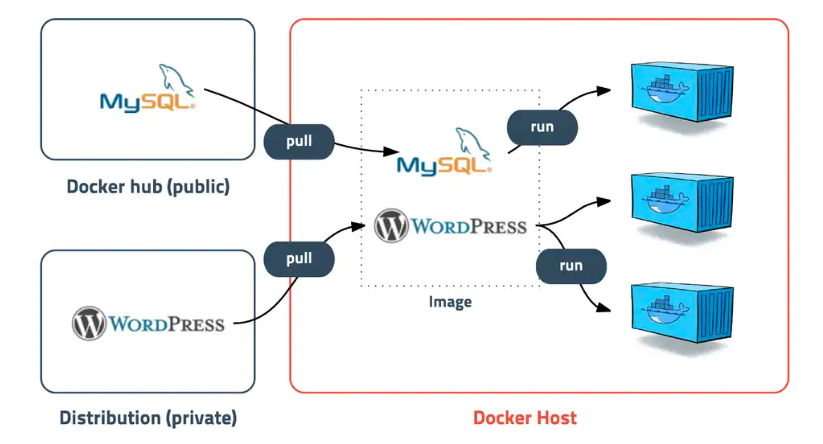 MySQL®
pull
Docker hub (public)
MySQL®
run
WORDPRESS
Image
pull
run
WORDPRESS
Distribution (private)
Docker Host